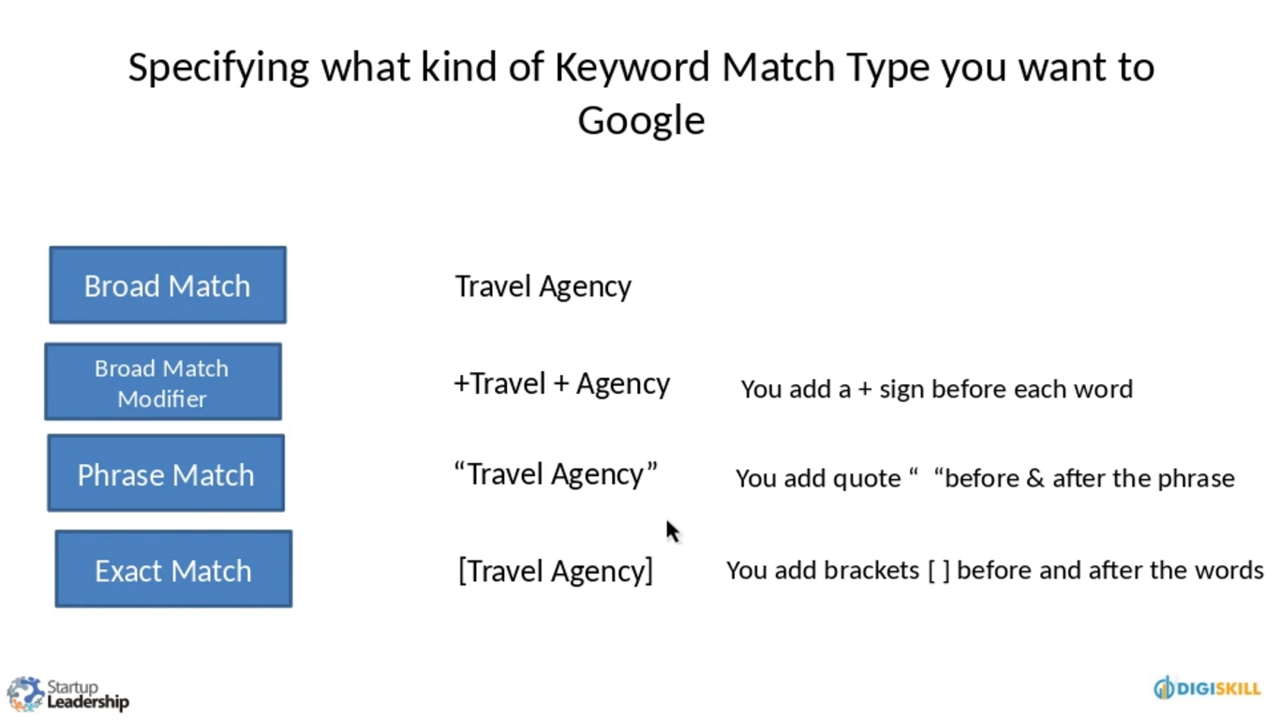 Specifying what kind of Keyword Match Type you want to
Google
Broad Match
Travel Agency
Broad Match
Modifier
+Travel + Agency
You add a + sign before each word
Phrase Match
“Travel Agency”
You add quote “  “before & after the phrase
Exact Match
[Travel Agency]
You add brackets [ ] before and after the words
Startup
Leadership
DIGISKILL